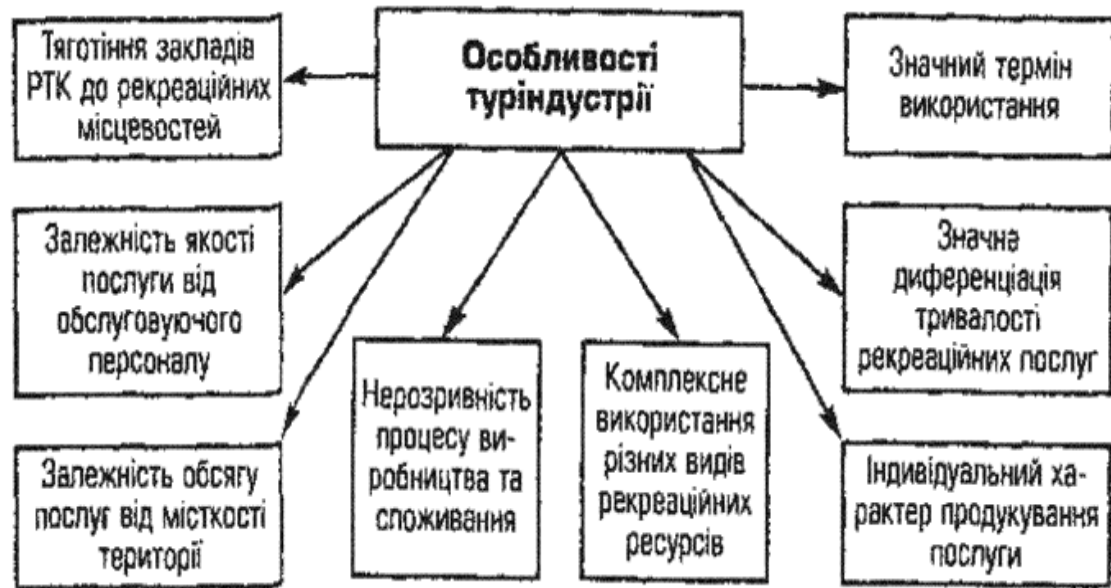 Особливості
туріндустрії
Тяготіння закладів
РТК до рекреаційних
місцевостей
Значний термін
використання
Залежність якості
послуги від
обслуговуючого
персоналу
Значна
диференціація
тривалості
рекреаційних послуг
Нерозривність
процесу ви-
робництва та
споживання
Комплексне
використання
різних видів
рекреаційних
ресурсів
Залежність обсягу
послуг від місткості
території
Індивідуальний ха-
рактер продукування
послуги